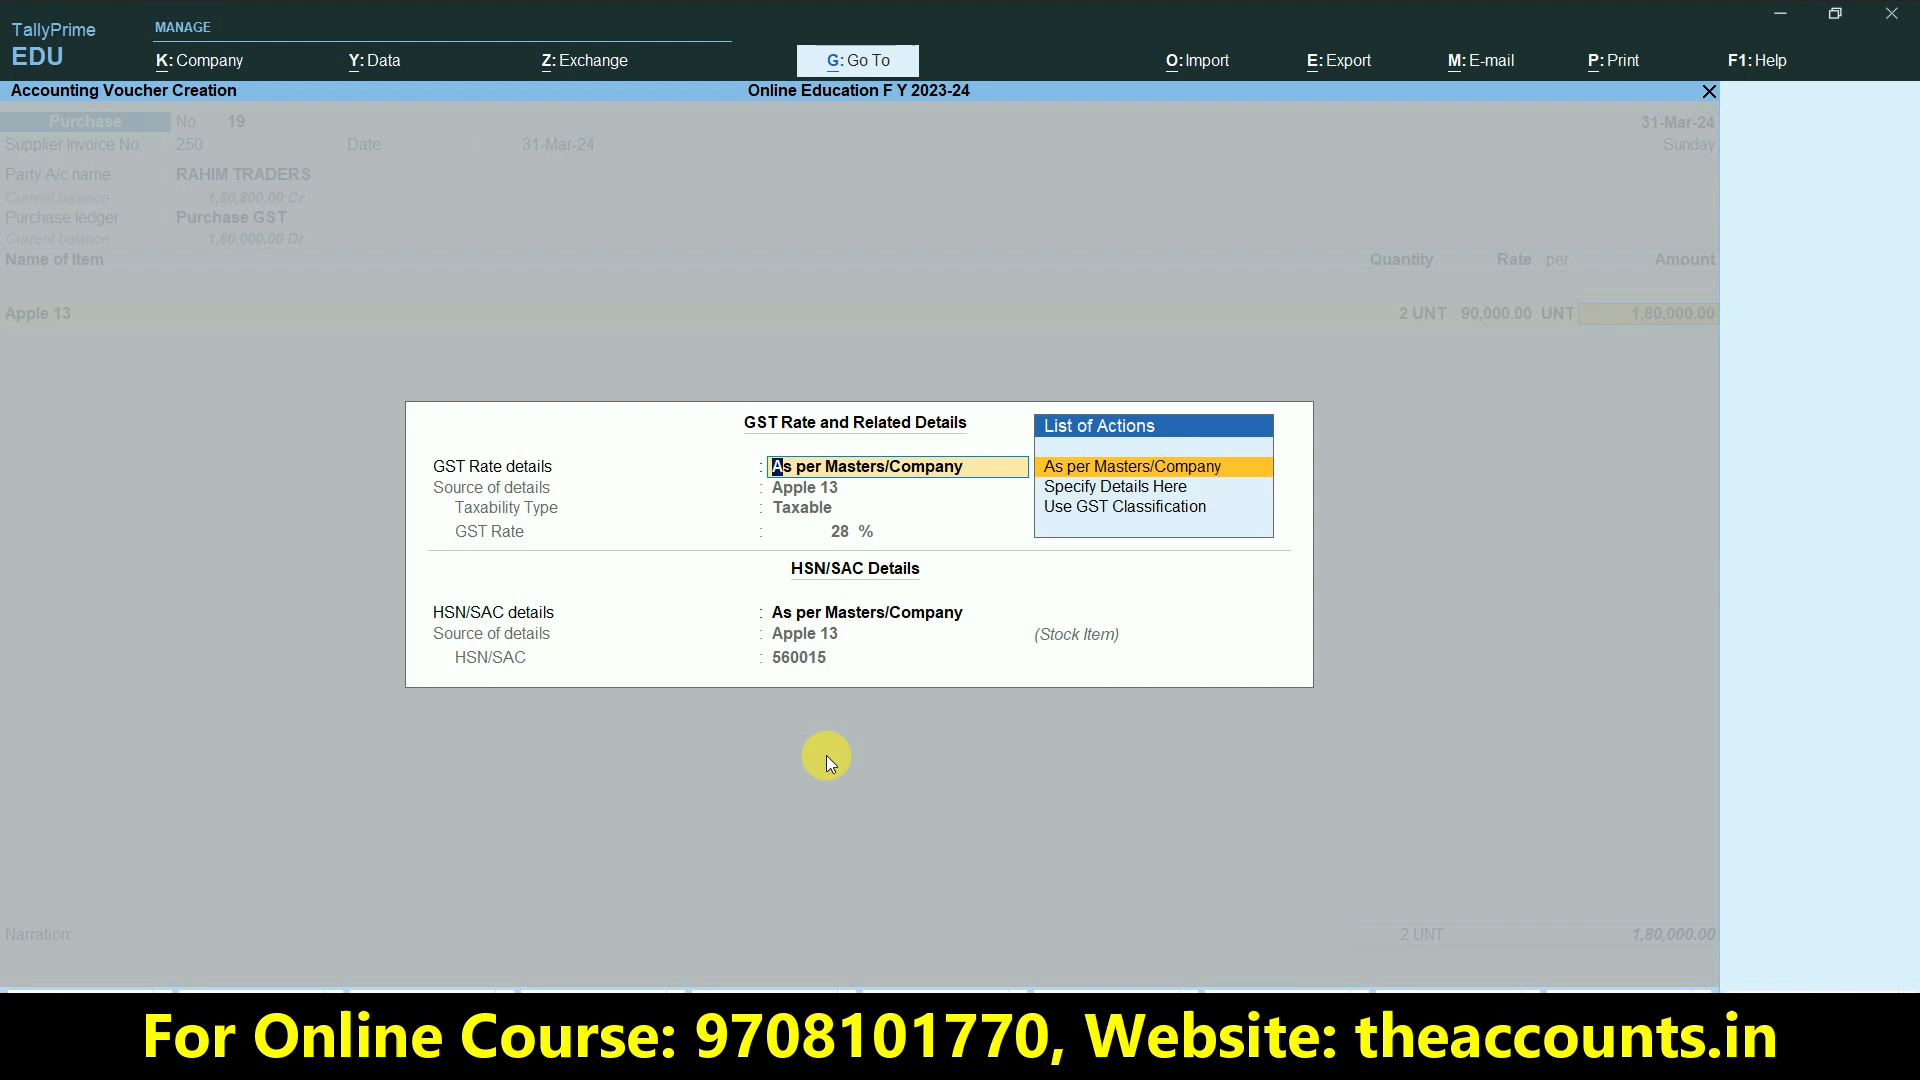 TallyPrime
EDU
MANAGE
K: Company
Y: Data
Z: Exchange
G: Go To
O: Import
E: Export
M: E-mail
P: Print
F1: Help
Accounting Voucher Creation
Online Education F Y 2023-24
Purchase No. 19
31-Mar-24
Supplier Invoice No. : 250 Date : 31-Mar-24
Sunday
Party A/c name : RAHIM TRADERS
Current balance : 1,80,800.00 Cr
Purchase ledger : Purchase GST
Current balance : 1,60,000.00 Dr
Name of Item Quantity Rate per Amount
Apple 13 2 UNT 90,000.00 UNT 1,80,000.00
GST Rate and Related Details
GST Rate details : As per Masters/Company
Source of details : Apple 13
Taxability Type : Taxable
GST Rate : 28 %
List of Actions
As per Masters/Company
Specify Details Here
Use GST Classification
HSN/SAC Details
HSN/SAC details : As per Masters/Company
Source of details : Apple 13 (Stock Item)
HSN/SAC : 560015
Narration: 2 UNT 1,80,000.00
For Online Course: 9708101770, Website: theaccounts.in